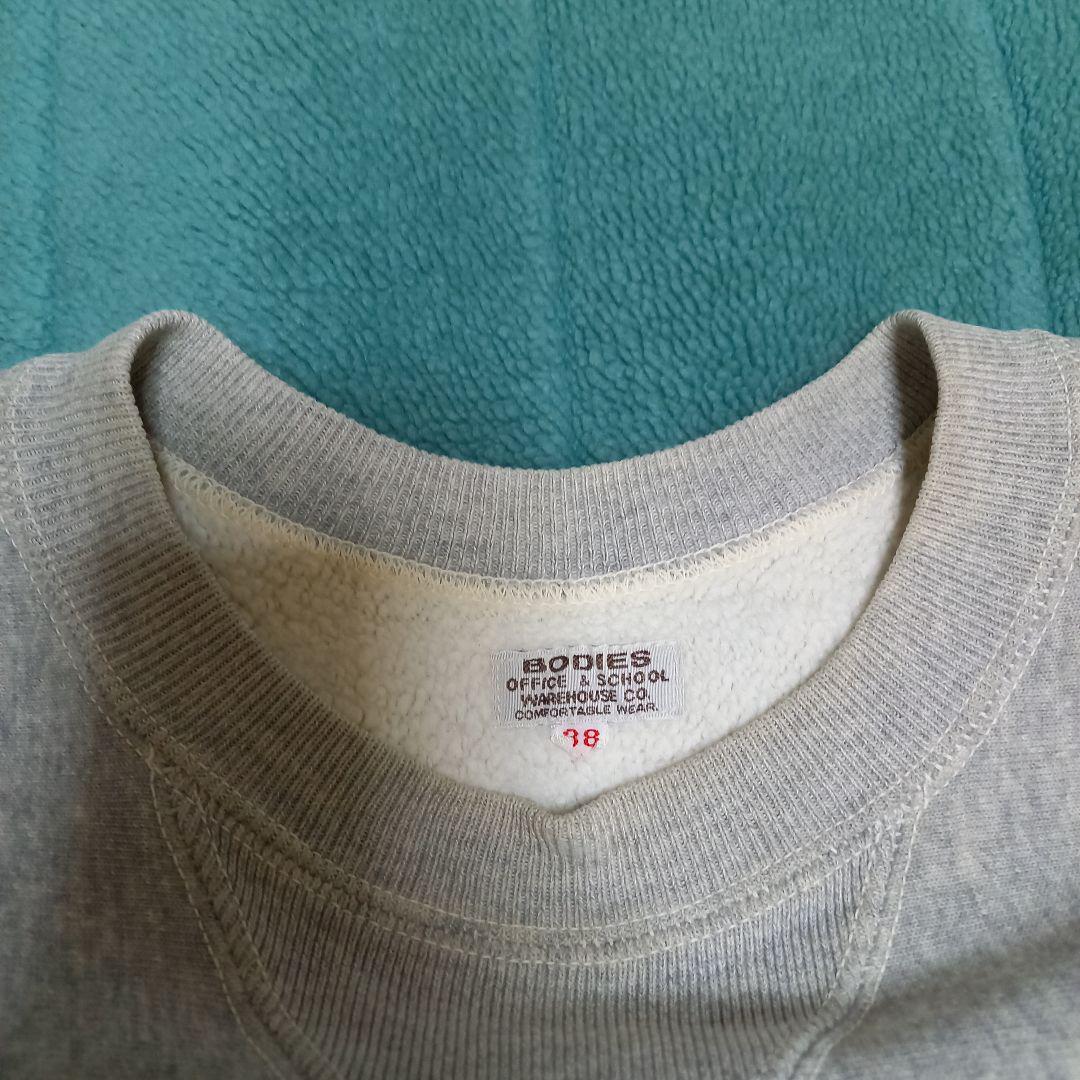 BODIES
OFFICE & SCHOOL
WAREHOUSE CO.
COMFORTABLE WEAR.
38